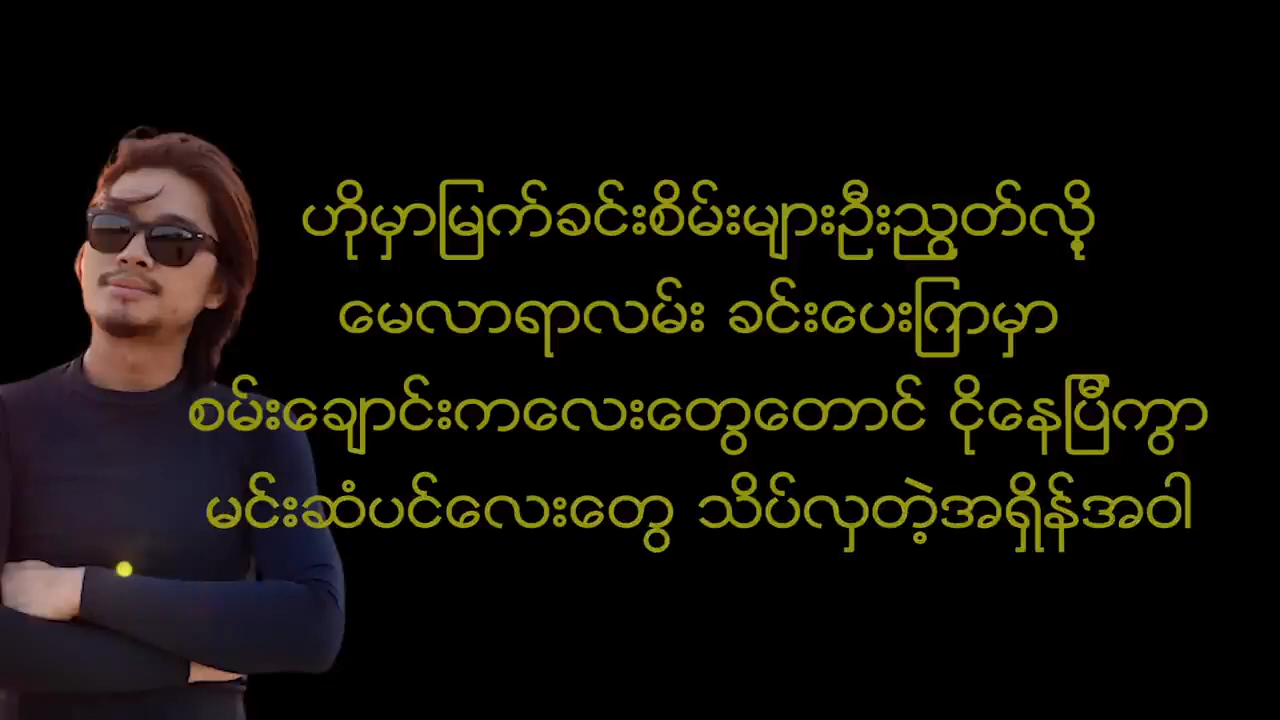 ဟိုမှာမြက်ခင်းစိမ်းများဦးညွှတ်လို့
မေလာရာလမ်း ခင်းပေးကြာမှာ
စမ်းချောင်းကလေးတွေတောင် ငိုနေပြီကွာ
မင်းဆံပင်လေးတွေ သိပ်လှတဲ့အရှိန်အဝါ